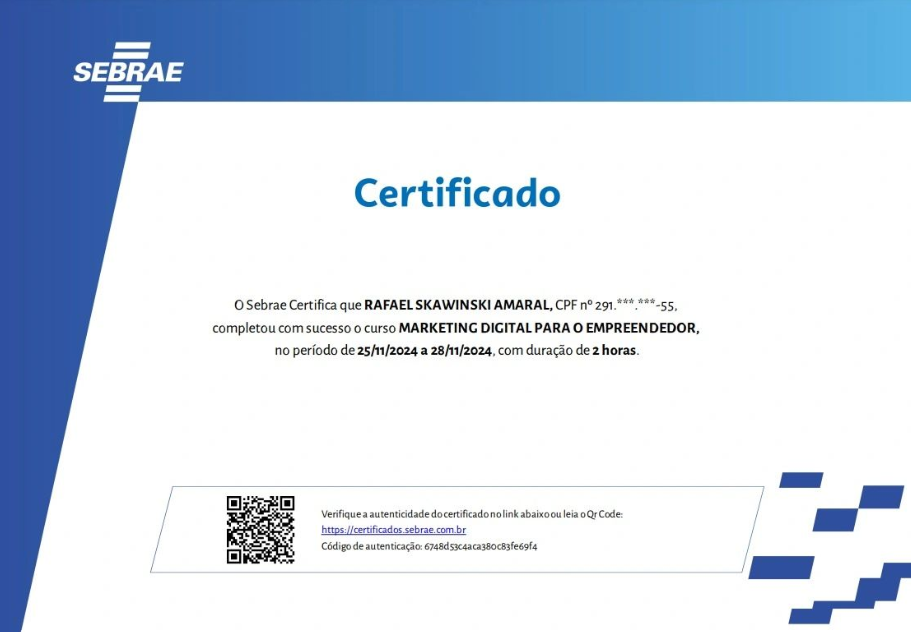 SEBRAE
Certificado
O Sebrae Certifica que RAFAEL SKAWINSKI AMARAL, CPF nº 291.***.***-55,
completou com sucesso o curso MARKETING DIGITAL PARA O EMPREENDEDOR,
no período de 25/11/2024 a 28/11/2024, com duração de 2 horas.
Verifique a autenticidade do certificado no link abaixo ou leia o Qr Code:
https://certificados.sebrae.com.br
Código de autenticação: 6748d53c4aca380c83fe69f4